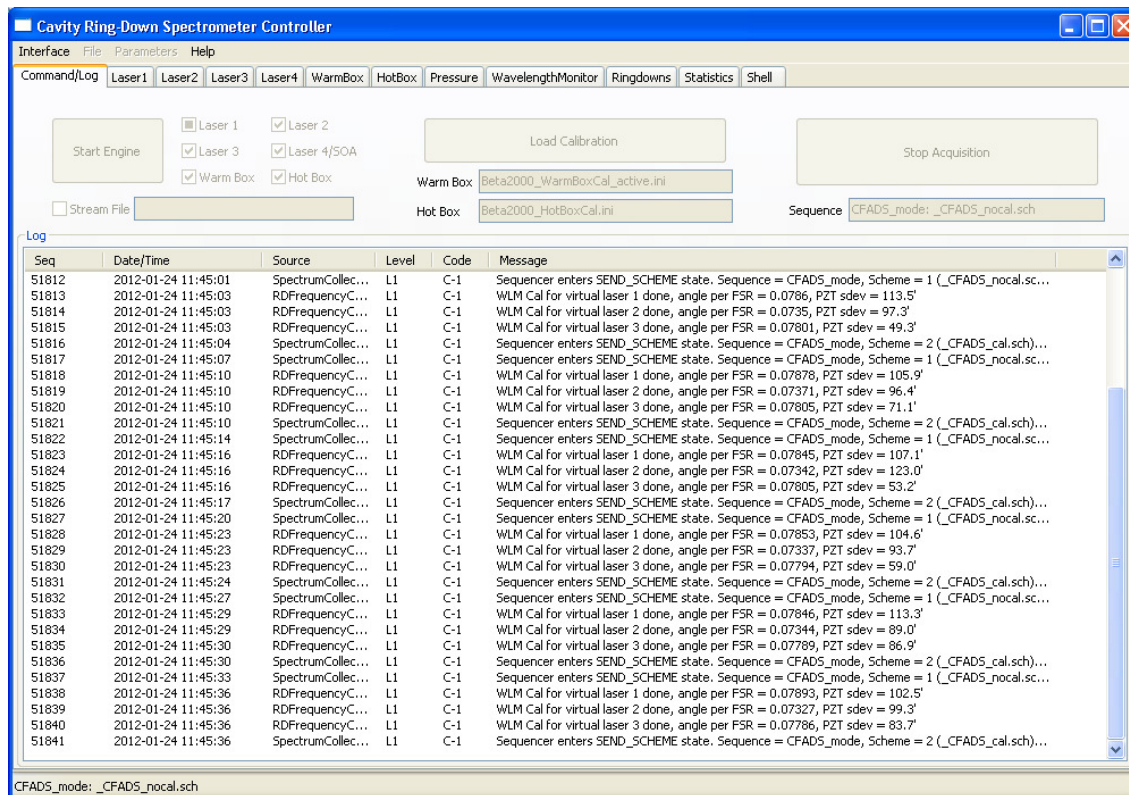 Cavity Ring-Down Spectrometer Controller
Interface File Parameters Help
Command/Log Laser1 Laser2 Laser3 Laser4 WarmBox HotBox Pressure WavelengthMonitor Ringdowns Statistics Shell
Start Engine
Laser 1 Laser 2
Laser 3 Laser 4/SOA
Warm Box Hot Box
Stream File
Load Calibration
Warm Box Beta2000_WarmBoxCal_active.ini
Hot Box Beta2000_HotBoxCal.ini
Stop Acquisition
Sequence CFADS_mode: _CFADS_nocal.sch
Log
Seq Date/Time Source Level Code Message
51812 2012-01-24 11:45:01 SpectrumCollec... L1 C-1 Sequencer enters SEND_SCHEME state. Sequence = CFADS_mode, Scheme = 1 (_CFADS_nocal.sc...
51813 2012-01-24 11:45:03 RDFrequencyC... L1 C-1 WLM Cal for virtual laser 1 done, angle per FSR = 0.0786, PZT sdev = 113.5'
51814 2012-01-24 11:45:03 RDFrequencyC... L1 C-1 WLM Cal for virtual laser 2 done, angle per FSR = 0.0735, PZT sdev = 97.3'
51815 2012-01-24 11:45:03 RDFrequencyC... L1 C-1 WLM Cal for virtual laser 3 done, angle per FSR = 0.07801, PZT sdev = 49.3'
51816 2012-01-24 11:45:04 SpectrumCollec... L1 C-1 Sequencer enters SEND_SCHEME state. Sequence = CFADS_mode, Scheme = 2 (_CFADS_cal.sch)...
51817 2012-01-24 11:45:07 SpectrumCollec... L1 C-1 Sequencer enters SEND_SCHEME state. Sequence = CFADS_mode, Scheme = 1 (_CFADS_nocal.sc...
51818 2012-01-24 11:45:10 RDFrequencyC... L1 C-1 WLM Cal for virtual laser 1 done, angle per FSR = 0.07878, PZT sdev = 105.9'
51819 2012-01-24 11:45:10 RDFrequencyC... L1 C-1 WLM Cal for virtual laser 2 done, angle per FSR = 0.07371, PZT sdev = 96.4'
51820 2012-01-24 11:45:10 RDFrequencyC... L1 C-1 WLM Cal for virtual laser 3 done, angle per FSR = 0.07805, PZT sdev = 71.1'
51821 2012-01-24 11:45:10 SpectrumCollec... L1 C-1 Sequencer enters SEND_SCHEME state. Sequence = CFADS_mode, Scheme = 2 (_CFADS_cal.sch)...
51822 2012-01-24 11:45:14 SpectrumCollec... L1 C-1 Sequencer enters SEND_SCHEME state. Sequence = CFADS_mode, Scheme = 1 (_CFADS_nocal.sc...
51823 2012-01-24 11:45:16 RDFrequencyC... L1 C-1 WLM Cal for virtual laser 1 done, angle per FSR = 0.07845, PZT sdev = 107.1'
51824 2012-01-24 11:45:16 RDFrequencyC... L1 C-1 WLM Cal for virtual laser 2 done, angle per FSR = 0.07342, PZT sdev = 123.0'
51825 2012-01-24 11:45:16 RDFrequencyC... L1 C-1 WLM Cal for virtual laser 3 done, angle per FSR = 0.07805, PZT sdev = 53.2'
51826 2012-01-24 11:45:17 SpectrumCollec... L1 C-1 Sequencer enters SEND_SCHEME state. Sequence = CFADS_mode, Scheme = 2 (_CFADS_cal.sch)...
51827 2012-01-24 11:45:20 SpectrumCollec... L1 C-1 Sequencer enters SEND_SCHEME state. Sequence = CFADS_mode, Scheme = 1 (_CFADS_nocal.sc...
51828 2012-01-24 11:45:23 RDFrequencyC... L1 C-1 WLM Cal for virtual laser 1 done, angle per FSR = 0.07853, PZT sdev = 104.6'
51829 2012-01-24 11:45:23 RDFrequencyC... L1 C-1 WLM Cal for virtual laser 2 done, angle per FSR = 0.07337, PZT sdev = 93.7'
51830 2012-01-24 11:45:23 RDFrequencyC... L1 C-1 WLM Cal for virtual laser 3 done, angle per FSR = 0.07794, PZT sdev = 59.0'
51831 2012-01-24 11:45:24 SpectrumCollec... L1 C-1 Sequencer enters SEND_SCHEME state. Sequence = CFADS_mode, Scheme = 2 (_CFADS_cal.sch)...
51832 2012-01-24 11:45:27 SpectrumCollec... L1 C-1 Sequencer enters SEND_SCHEME state. Sequence = CFADS_mode, Scheme = 1 (_CFADS_nocal.sc...
51833 2012-01-24 11:45:29 RDFrequencyC... L1 C-1 WLM Cal for virtual laser 1 done, angle per FSR = 0.07846, PZT sdev = 113.3'
51834 2012-01-24 11:45:29 RDFrequencyC... L1 C-1 WLM Cal for virtual laser 2 done, angle per FSR = 0.07344, PZT sdev = 89.0'
51835 2012-01-24 11:45:30 RDFrequencyC... L1 C-1 WLM Cal for virtual laser 3 done, angle per FSR = 0.07789, PZT sdev = 86.9'
51836 2012-01-24 11:45:30 SpectrumCollec... L1 C-1 Sequencer enters SEND_SCHEME state. Sequence = CFADS_mode, Scheme = 2 (_CFADS_cal.sch)...
51837 2012-01-24 11:45:33 SpectrumCollec... L1 C-1 Sequencer enters SEND_SCHEME state. Sequence = CFADS_mode, Scheme = 1 (_CFADS_nocal.sc...
51838 2012-01-24 11:45:36 RDFrequencyC... L1 C-1 WLM Cal for virtual laser 1 done, angle per FSR = 0.07893, PZT sdev = 102.5'
51839 2012-01-24 11:45:36 RDFrequencyC... L1 C-1 WLM Cal for virtual laser 2 done, angle per FSR = 0.07327, PZT sdev = 99.3'
51840 2012-01-24 11:45:36 RDFrequencyC... L1 C-1 WLM Cal for virtual laser 3 done, angle per FSR = 0.07786, PZT sdev = 83.7'
51841 2012-01-24 11:45:36 SpectrumCollec... L1 C-1 Sequencer enters SEND_SCHEME state. Sequence = CFADS_mode, Scheme = 2 (_CFADS_cal.sch)...
CFADS_mode: _CFADS_nocal.sch